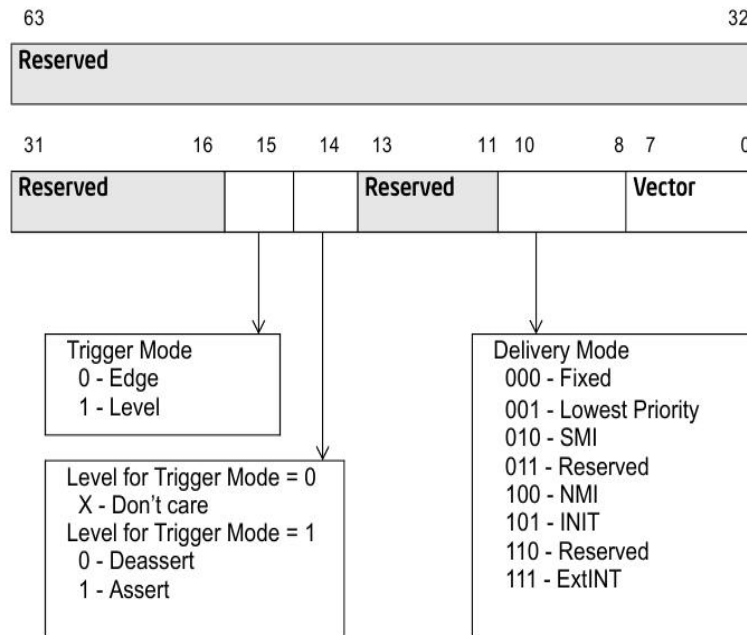 63 32
Reserved
31 16 15 14 13 11 10 8 7 0
Reserved Reserved Vector
Trigger Mode
0 - Edge
1 - Level
Level for Trigger Mode = 0
X - Don't care
Level for Trigger Mode = 1
0 - Deassert
1 - Assert
Delivery Mode
000 - Fixed
001 - Lowest Priority
010 - SMI
011 - Reserved
100 - NMI
101 - INIT
110 - Reserved
111 - ExtINT